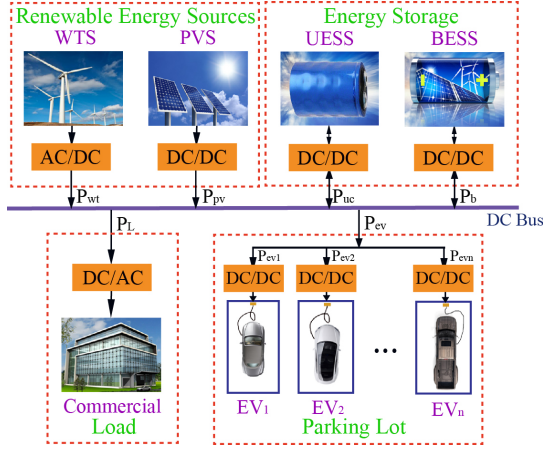 Renewable Energy Sources
Energy Storage
WTS
PVS
UESS
BESS
AC/DC
DC/DC
DC/DC
DC/DC
Pwt
Ppv
Puc
Pb
DC Bus
PL
Pev
DC/AC
Pev1
Pev2
Pevn
DC/DC
DC/DC
DC/DC
...
Commercial
Load
EV1
EV2
EVn
Parking Lot